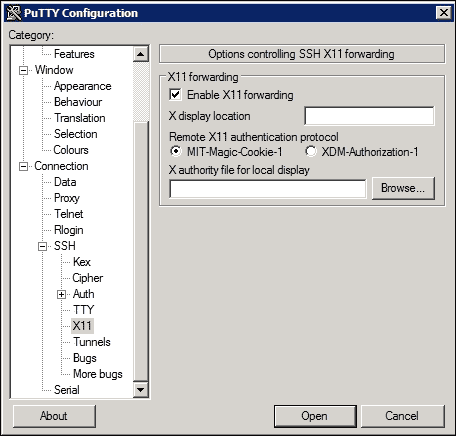 PuTTY Configuration
Category:
Features
Window
Appearance
Behaviour
Translation
Selection
Colours
Connection
Data
Proxy
Telnet
Rlogin
SSH
Kex
Cipher
Auth
TTY
X11
Tunnels
Bugs
More bugs
Serial
Options controlling SSH X11 forwarding
X11 forwarding
Enable X11 forwarding
X display location
Remote X11 authentication protocol
MIT-Magic-Cookie-1 XDM-Authorization-1
X authority file for local display
Browse...
About Open Cancel